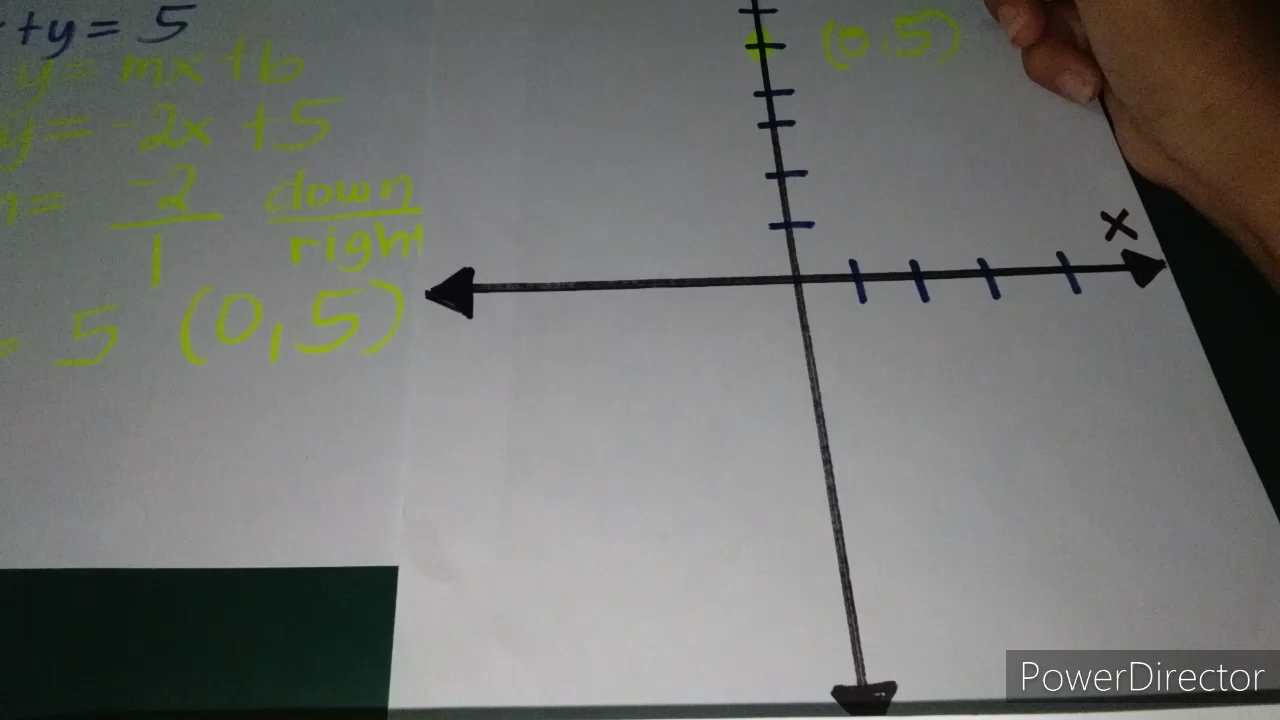 +y = 5
y = mx + b
y = -2x + 5
= -2/1 down/right
= 5 (0,5)
(0,5)
x
PowerDirector